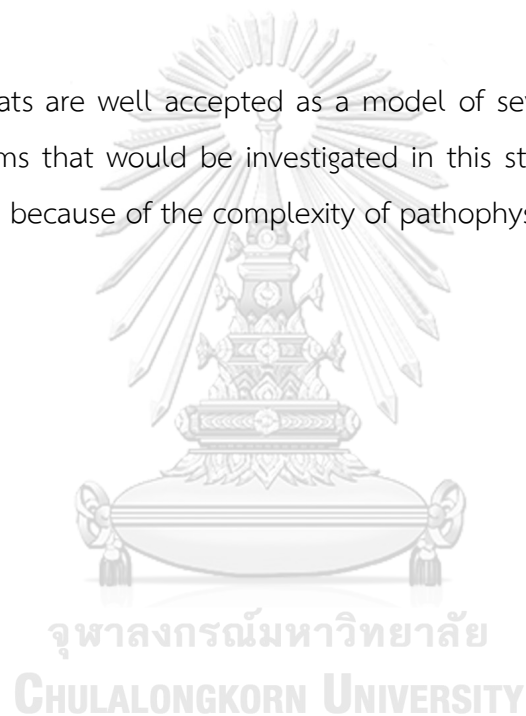 ats are well accepted as a model of se
ms that would be investigated in this st
because of the complexity of pathophys
จุฬาลงกรณ์มหาวิทยาลัย
CHULALONGKORN UNIVERSITY